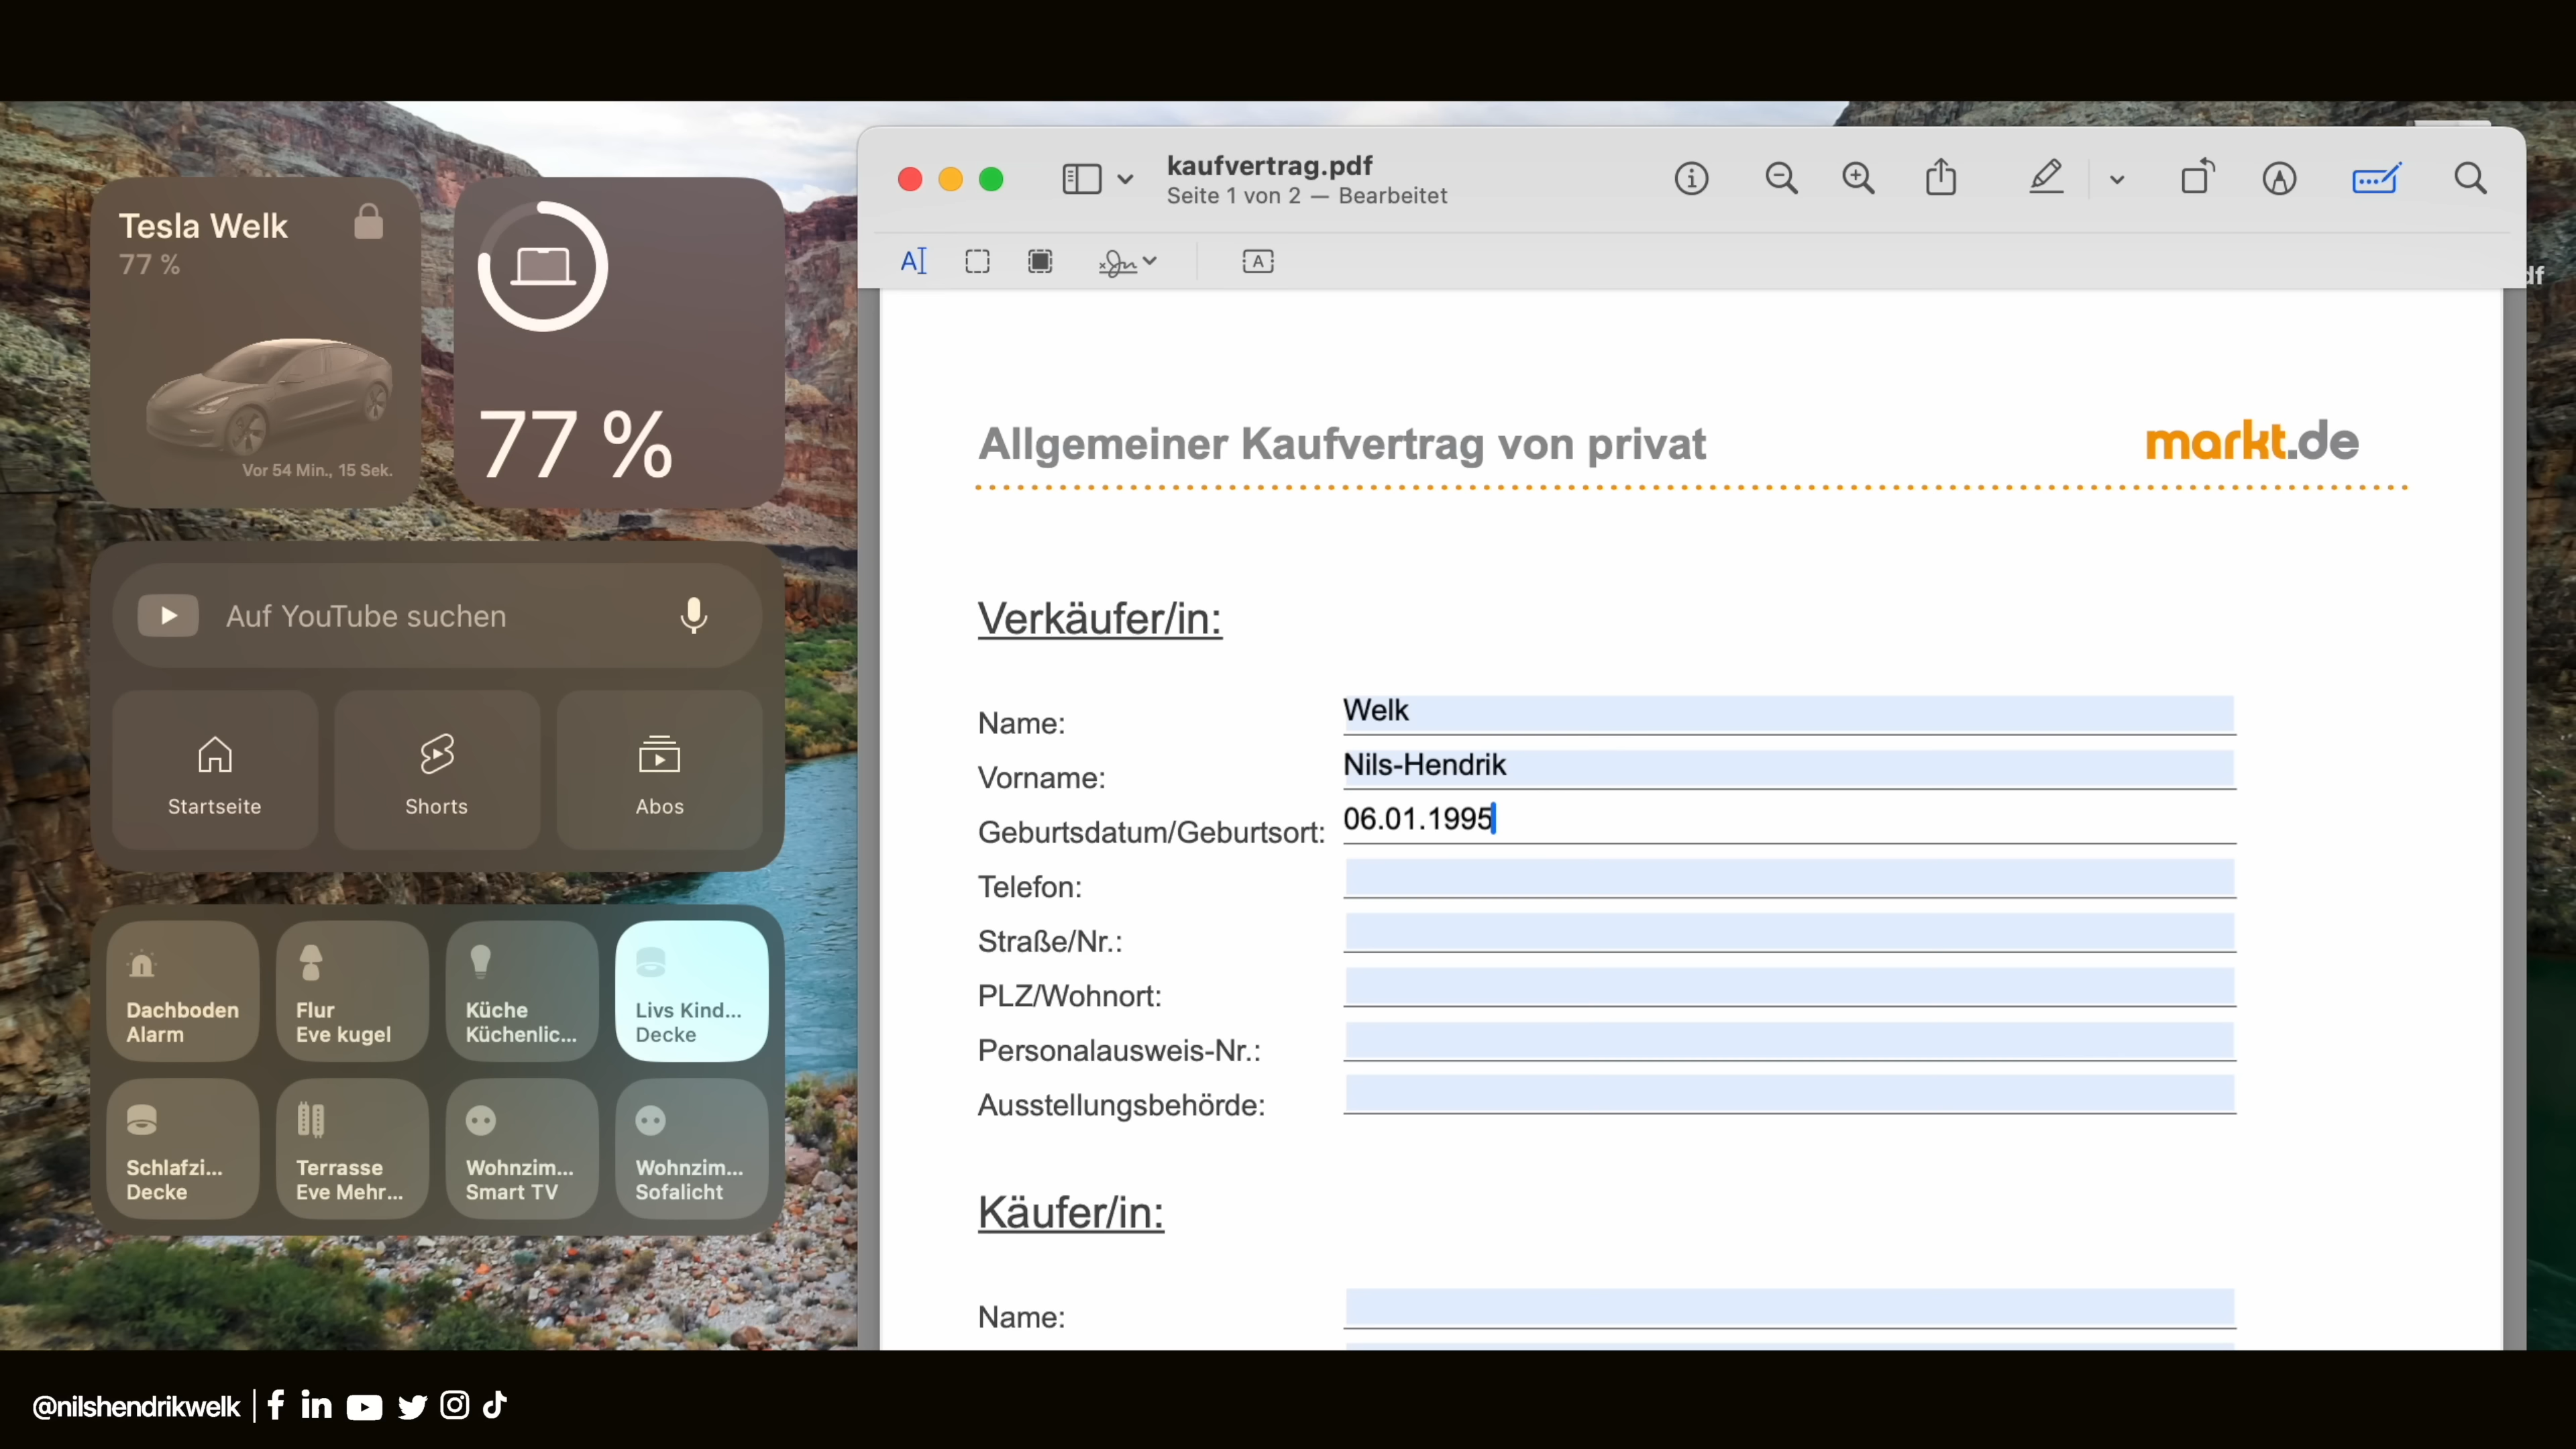 Tesla Welk
77 %
Vor 54 Min., 15 Sek.
77 %
Auf YouTube suchen
Startseite
Shorts
Abos
Dachboden
Alarm
Flur
Eve kugel
Küche
Küchenlic...
Livs Kind...
Decke
Schlafzi...
Decke
Terrasse
Eve Mehr...
Wohnzim...
Smart TV
Wohnzim...
Sofalicht
kaufvertrag.pdf
Seite 1 von 2 — Bearbeitet
Allgemeiner Kaufvertrag von privat
markt.de
Verkäufer/in:
Name: Welk
Vorname: Nils-Hendrik
Geburtsdatum/Geburtsort: 06.01.1995
Telefon:
Straße/Nr.:
PLZ/Wohnort:
Personalausweis-Nr.:
Ausstellungsbehörde:
Käufer/in:
Name:
@nilshendrikwelk